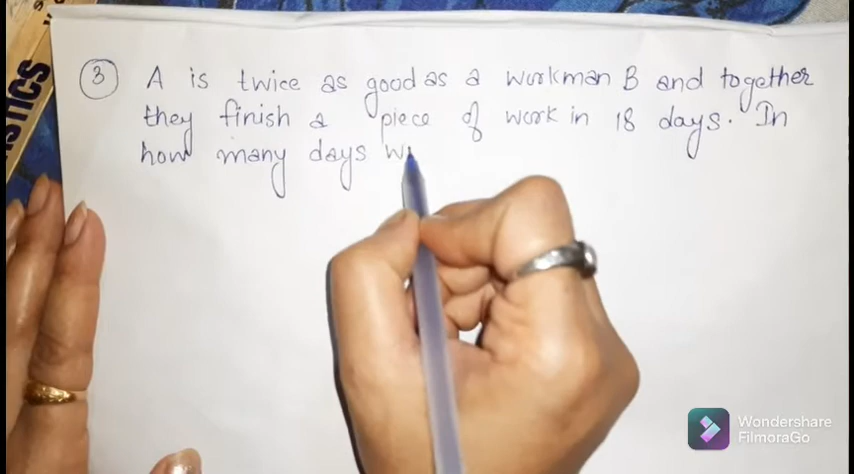 ③ A is twice as good as a workman B and together
they finish a piece of work in 18 days. In
how many days w
STICS
Wondershare
FilmoraGo